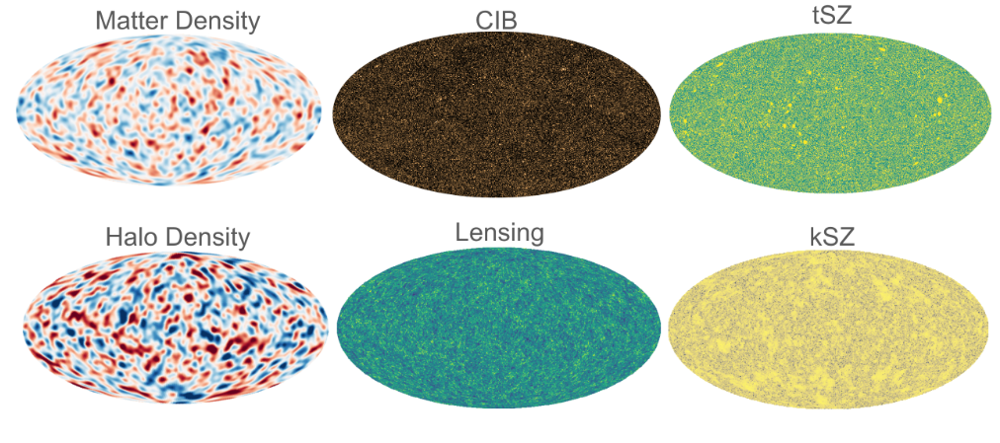 Matter Density
CIB
tSZ
Halo Density
Lensing
kSZ